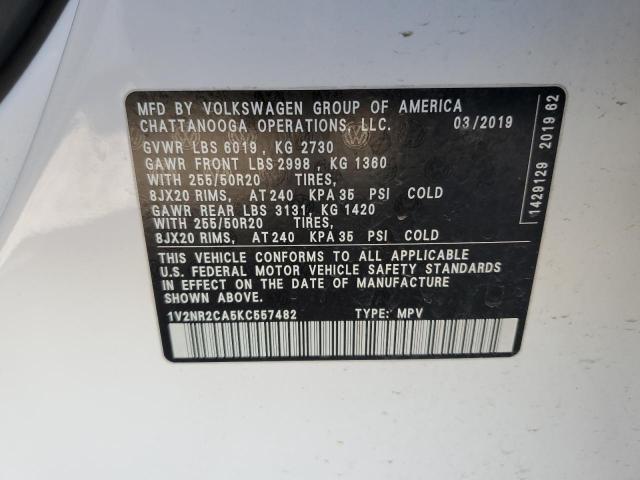 MFD BY VOLKSWAGEN GROUP OF AMERICA
CHATTANOOGA OPERATIONS, LLC. 03/2019
GVWR LBS 6019, KG 2730
GAWR FRONT LBS 2998, KG 1360
WITH 255/50R20 TIRES,
8JX20 RIMS, AT 240 KPA 35 PSI COLD
GAWR REAR LBS 3131, KG 1420
WITH 255/50R20 TIRES,
8JX20 RIMS, AT 240 KPA 35 PSI COLD
THIS VEHICLE CONFORMS TO ALL APPLICABLE
U.S. FEDERAL MOTOR VEHICLE SAFETY STANDARDS
IN EFFECT ON THE DATE OF MANUFACTURE
SHOWN ABOVE.
1V2NR2CA5KC557482 TYPE: MPV
1429129 2019 62